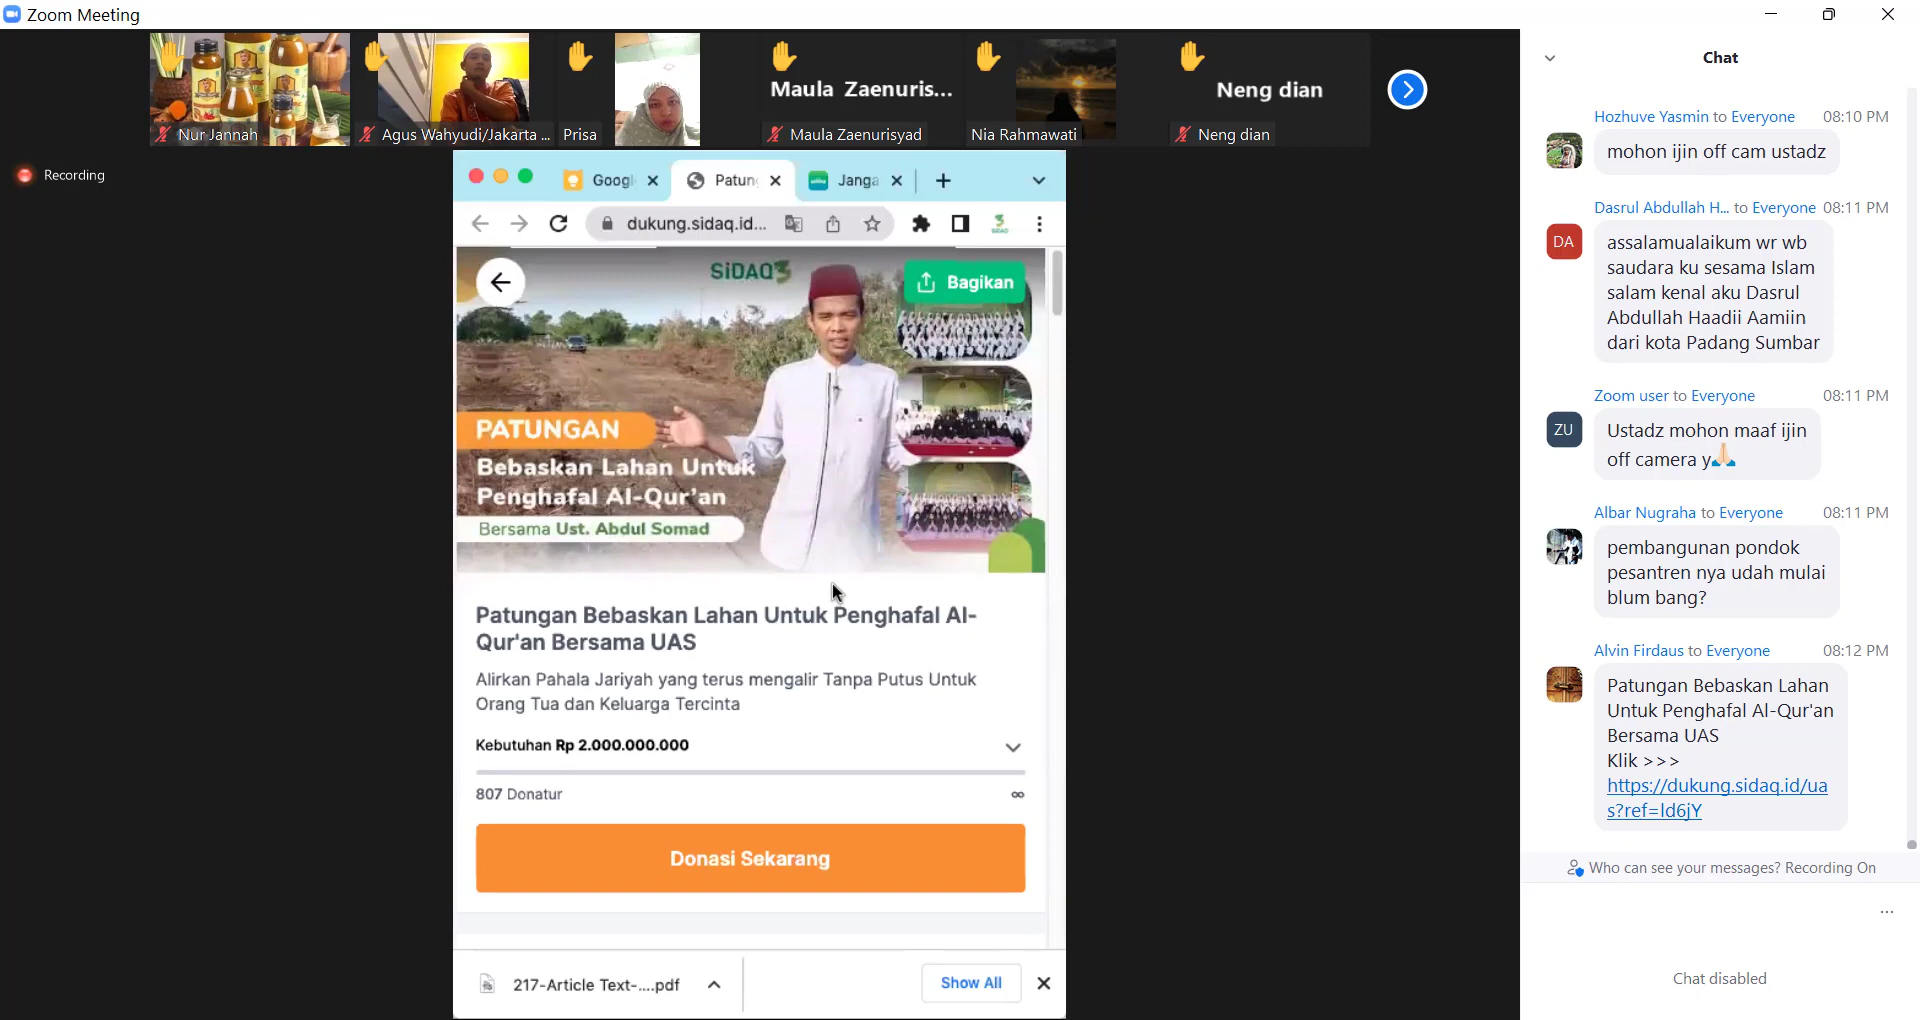 Zoom Meeting
Nur Jannah
Agus Wahyudi/Jakarta ...
Prisa
Maula Zaenuris...
Maula Zaenurisyad
Nia Rahmawati
Neng dian
Neng dian
Recording
Googl
Patun
Janga
dukung.sidaq.id...
SiDAQ
Bagikan
PATUNGAN
Bebaskan Lahan Untuk
Penghafal Al-Qur'an
Bersama Ust. Abdul Somad
Patungan Bebaskan Lahan Untuk Penghafal Al-
Qur'an Bersama UAS
Alirkan Pahala Jariyah yang terus mengalir Tanpa Putus Untuk
Orang Tua dan Keluarga Tercinta
Kebutuhan Rp 2.000.000.000
807 Donatur
∞
Donasi Sekarang
217-Article Text-....pdf
Show All
Chat
Hozhuve Yasmin to Everyone 08:10 PM
mohon ijin off cam ustadz
Dasrul Abdullah H... to Everyone 08:11 PM
DA
assalamualaikum wr wb
saudara ku sesama Islam
salam kenal aku Dasrul
Abdullah Haadii Aamiin
dari kota Padang Sumbar
Zoom user to Everyone 08:11 PM
ZU
Ustadz mohon maaf ijin
off camera y🙏🏻
Albar Nugraha to Everyone 08:11 PM
pembangunan pondok
pesantren nya udah mulai
blum bang?
Alvin Firdaus to Everyone 08:12 PM
Patungan Bebaskan Lahan
Untuk Penghafal Al-Qur'an
Bersama UAS
Klik >>>
https://dukung.sidaq.id/ua
s?ref=ld6jY
Who can see your messages? Recording On
Chat disabled